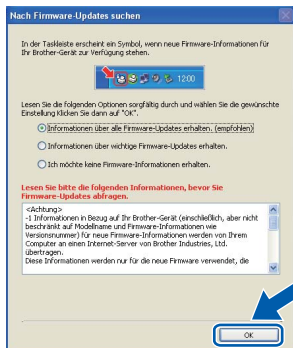 Nach Firmware-Updates suchen
In der Taskleiste erscheint ein Symbol, wenn neue Firmware-Informationen für
Ihr Brother-Gerät zur Verfügung stehen.
12:00
Lesen Sie die folgenden Optionen sorgfältig durch und wählen Sie die gewünschte
Einstellung Klicken Sie dann auf "OK".
Informationen über alle Firmware-Updates erhalten. (empfohlen)
Informationen über wichtige Firmware-Updates erhalten.
Ich möchte keine Firmware-Informationen erhalten.
Lesen Sie bitte die folgenden Informationen, bevor Sie
Firmware-Updates abfragen.
<Achtung>
-1 Informationen in Bezug auf Ihr Brother-Gerät (einschließlich, aber nicht
beschränkt auf Modellname und Firmware-Informationen wie
Versionsnummer) für neue Firmware-Informationen werden von Ihrem
Computer an einen Internet-Server von Brother Industries, Ltd.
übertragen.
Diese Informationen werden nur für die neue Firmware verwendet, die
OK